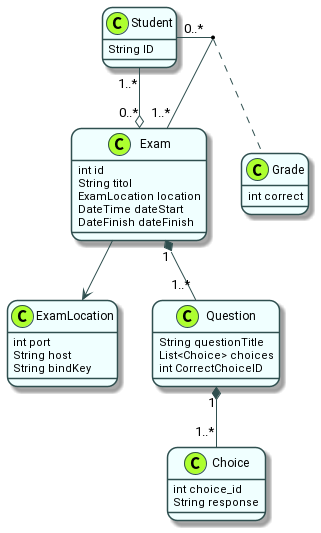 C Student
String ID
0..*
1..*
0..*
1..*
C Exam
int id
String titol
ExamLocation location
DateTime dateStart
DateFinish dateFinish
C Grade
int correct
1
1..*
C ExamLocation
int port
String host
String bindKey
C Question
String questionTitle
List<Choice> choices
int CorrectChoiceID
1
1..*
C Choice
int choice_id
String response